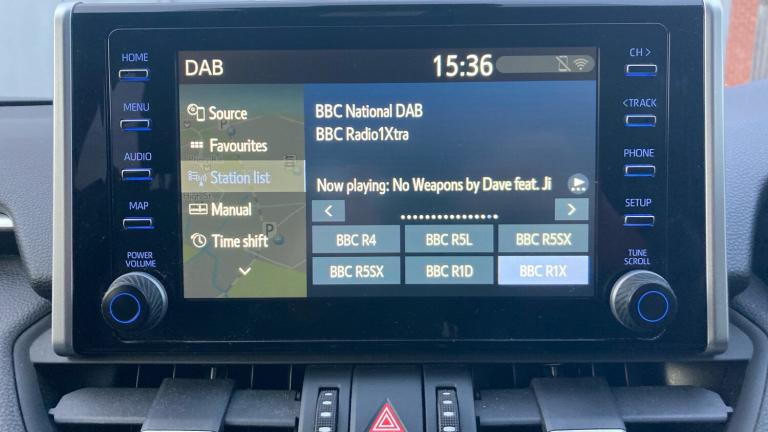 HOME
MENU
AUDIO
MAP
POWER
VOLUME
DAB
15:36
Source
Favourites
Station list
Manual
Time shift
BBC National DAB
BBC Radio1Xtra
Now playing: No Weapons by Dave feat. Ji
<
>
BBC R4
BBC R5L
BBC R5SX
BBC R5SX
BBC R1D
BBC R1X
P
P
CH >
<TRACK
PHONE
SETUP
TUNE
SCROLL